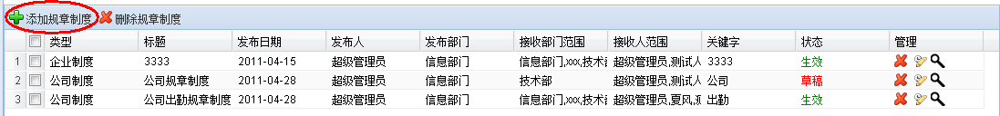 添加规章制度 删除规章制度
类型 标题 发布日期 发布人 发布部门 接收部门范围 接收人范围 关键字 状态 管理
1 企业制度 3333 2011-04-15 超级管理员 信息部门 信息部门,xxx,技术部 超级管理员,测试人 3333 生效
2 公司制度 公司规章制度 2011-04-28 超级管理员 信息部门 技术部 超级管理员,测试人 公司 草稿
3 公司制度 公司出勤规章制度 2011-04-28 超级管理员 信息部门 信息部门,xxx,技术部 超级管理员,夏风, 出勤 生效